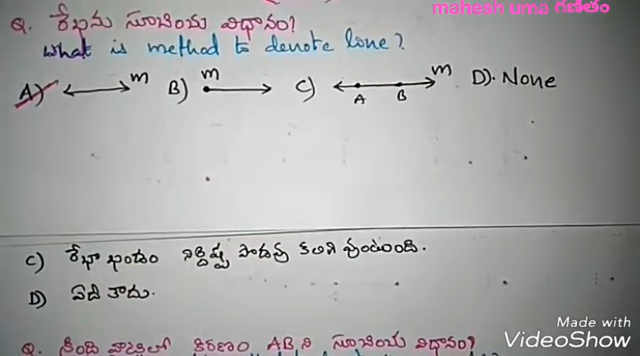 mahesh uma గణితం
Q. రేఖను సూచించు విధానం?
What is method to denote line?
A) m B) m C) A B m D). None
C) రేఖా ఖండం నిర్దిష్ట పొడవు కలిగి వుంటుంది.
D) ఏదీ కాదు.
Q. క్రింది వాటిలో కిరణం AB ని సూచించు విధానం?
Made with
VideoShow